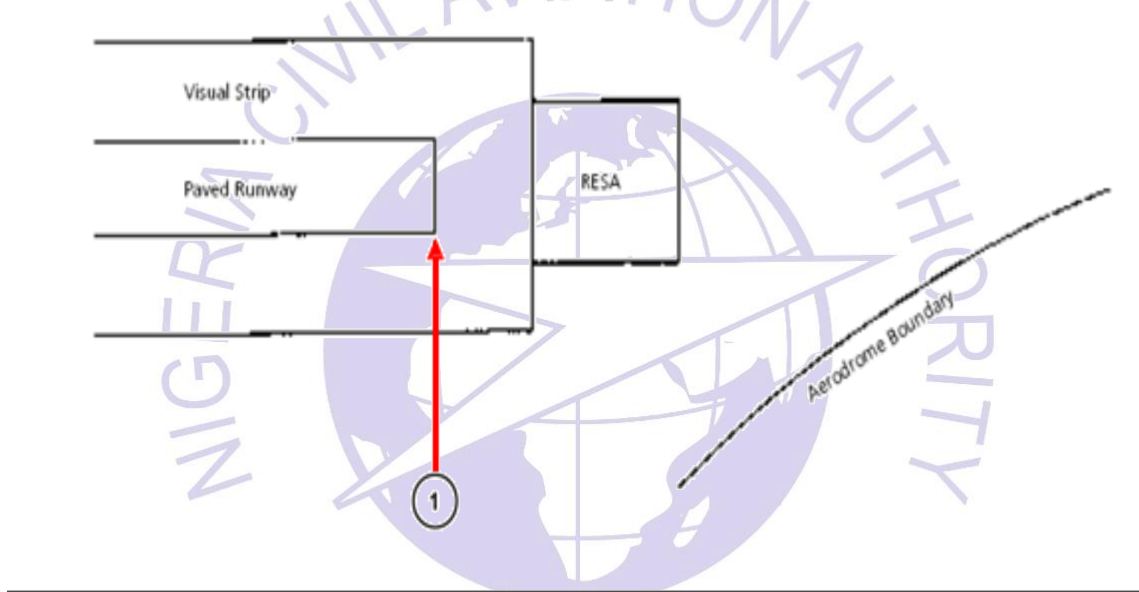 NIGERIA CIVIL AVIATION AUTHORITY
Visual Strip
Paved Runway
RESA
Aerodrome Boundary
1